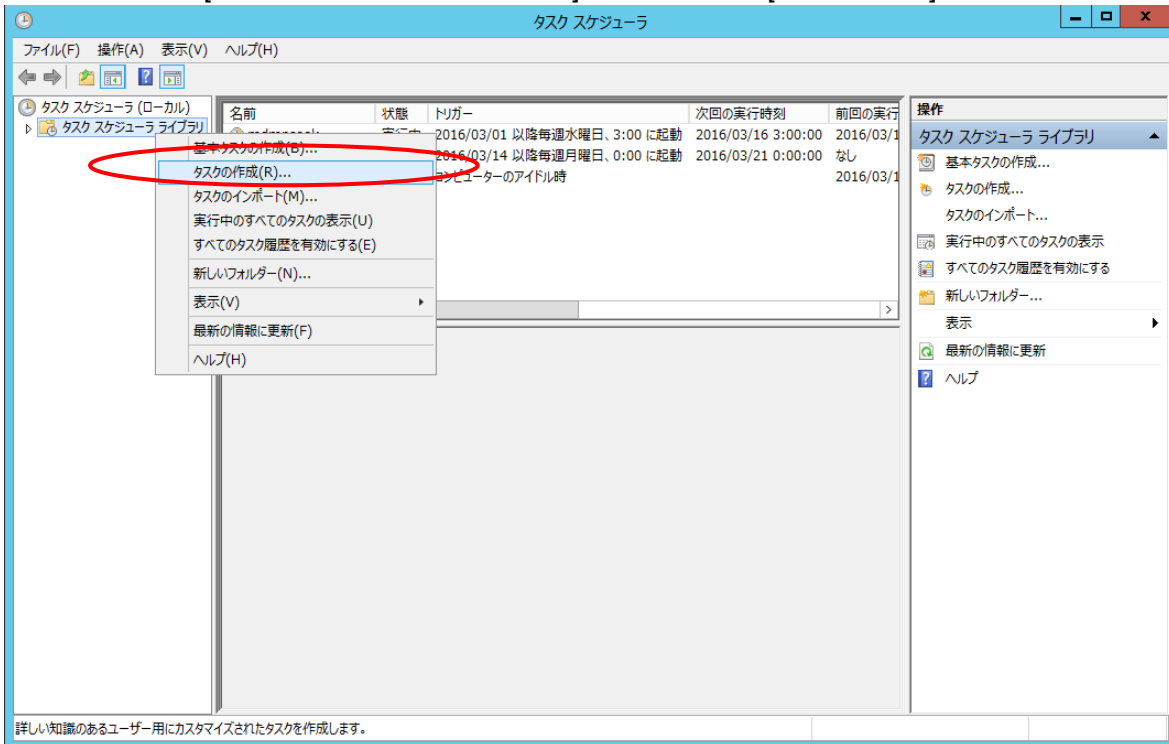 タスク スケジューラ
ファイル(F) 操作(A) 表示(V) ヘルプ(H)
タスク スケジューラ (ローカル)
タスク スケジューラ ライブラリ
名前 状態 トリガー 次回の実行時刻 前回の実行
2016/03/01 以降毎週水曜日、3:00 に起動 2016/03/16 3:00:00 2016/03/1
2016/03/14 以降毎週月曜日、0:00 に起動 2016/03/21 0:00:00 なし
コンピューターのアイドル時 2016/03/1
基本タスクの作成(B)...
タスクの作成(R)...
タスクのインポート(M)...
実行中のすべてのタスクの表示(U)
すべてのタスク履歴を有効にする(E)
新しいフォルダー(N)...
表示(V)
最新の情報に更新(F)
ヘルプ(H)
操作
タスク スケジューラ ライブラリ
基本タスクの作成...
タスクの作成...
タスクのインポート...
実行中のすべてのタスクの表示
すべてのタスク履歴を有効にする
新しいフォルダー...
表示
最新の情報に更新
ヘルプ
詳しい知識のあるユーザー用にカスタマイズされたタスクを作成します。